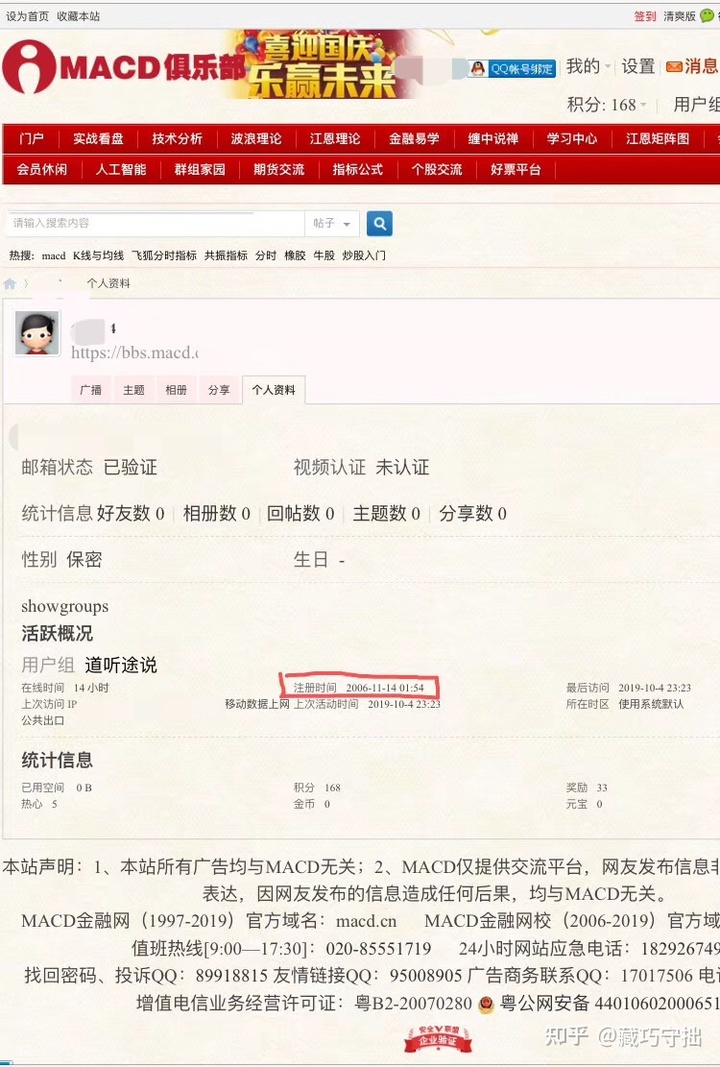 设为首页 收藏本站 签到 清爽版
MACD俱乐部 喜迎国庆 乐赢未来 QQ帐号绑定 我的 设置 消息
积分: 168 用户组
门户 实战看盘 技术分析 波浪理论 江恩理论 金融易学 缠中说禅 学习中心 江恩矩阵图
会员休闲 人工智能 群组家园 期货交流 指标公式 个股交流 好票平台
请输入搜索内容 帖子
热搜: macd K线与均线 飞狐分时指标 共振指标 分时 橡胶 牛股 炒股入门
个人资料
https://bbs.macd.c
广播 主题 相册 分享 个人资料
邮箱状态 已验证 视频认证 未认证
统计信息 好友数 0 相册数 0 回帖数 0 主题数 0 分享数 0
性别 保密 生日 -
showgroups
活跃概况
用户组 道听途说
在线时间 14 小时 注册时间 2006-11-14 01:54 最后访问 2019-10-4 23:23
上次访问 IP 移动数据上网 上次活动时间 2019-10-4 23:23 所在时区 使用系统默认
公共出口
统计信息
已用空间 0 B 积分 168 奖励 33
热心 5 金币 0 元宝 0
本站声明：1、本站所有广告均与MACD无关；2、MACD仅提供交流平台，网友发布信息非
表达，因网友发布的信息造成任何后果，均与MACD无关。
MACD金融网（1997-2019）官方域名：macd.cn MACD金融网校（2006-2019）官方域
值班热线[9:00—17:30]：020-85551719 24小时网站应急电话：182926749
找回密码、投诉QQ：89918815 友情链接QQ：95008905 广告商务联系QQ：17017506 电
增值电信业务经营许可证：粤B2-20070280 粤公网安备 44010602000651
安全联盟
企业验证
知乎 @藏巧守拙